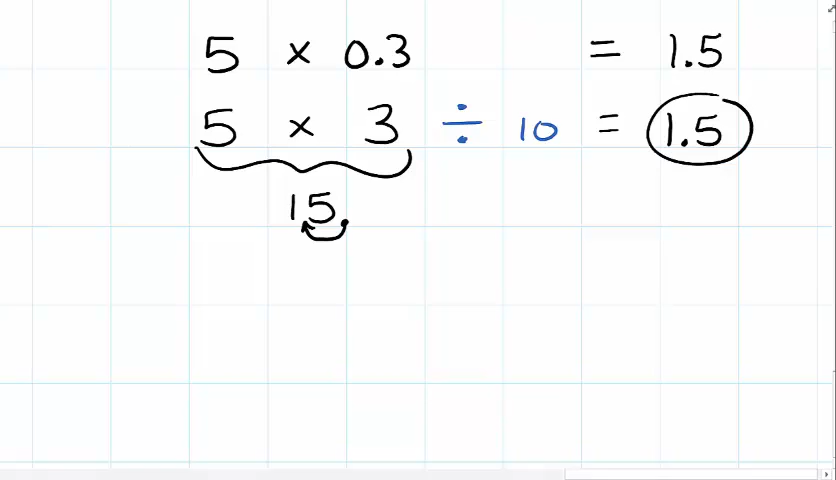 5 × 0.3 = 1.5
5 × 3 ÷ 10 = 1.5
15.